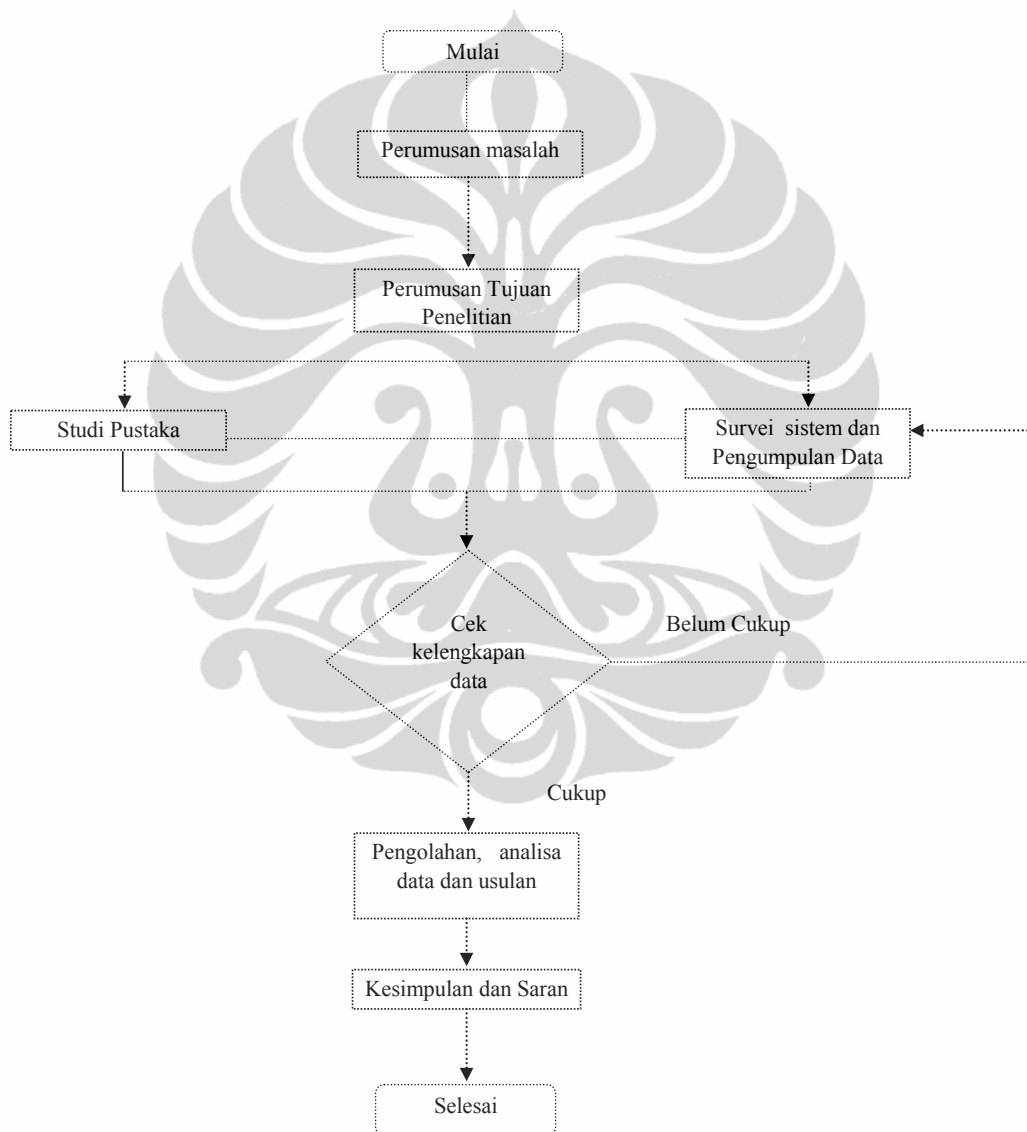 Mulai
Perumusan masalah
Perumusan Tujuan
Penelitian
Studi Pustaka
Survei sistem dan
Pengumpulan Data
Cek
kelengkapan
data
Belum Cukup
Cukup
Pengolahan, analisa
data dan usulan
Kesimpulan dan Saran
Selesai